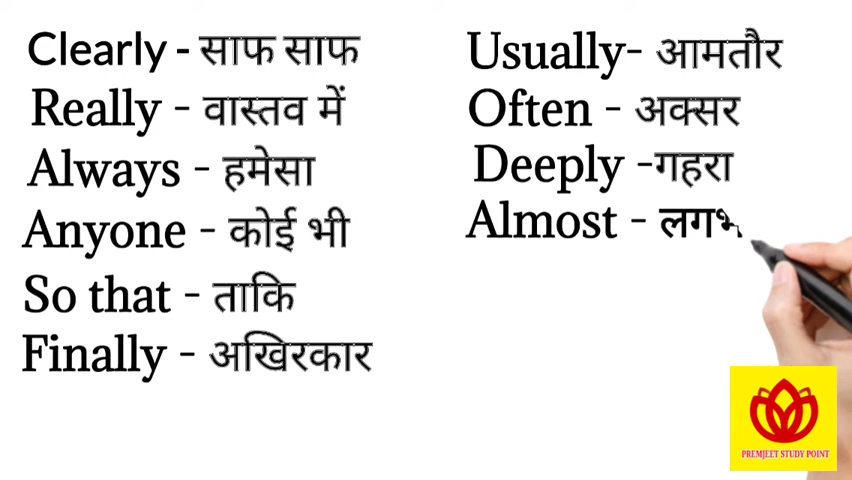 Clearly - साफ साफ
Really - वास्तव में
Always - हमेसा
Anyone - कोई भी
So that - ताकि
Finally - अखिरकार
Usually- आमतौर
Often - अक्सर
Deeply -गहरा
Almost -
PREMJEET STUDY POINT